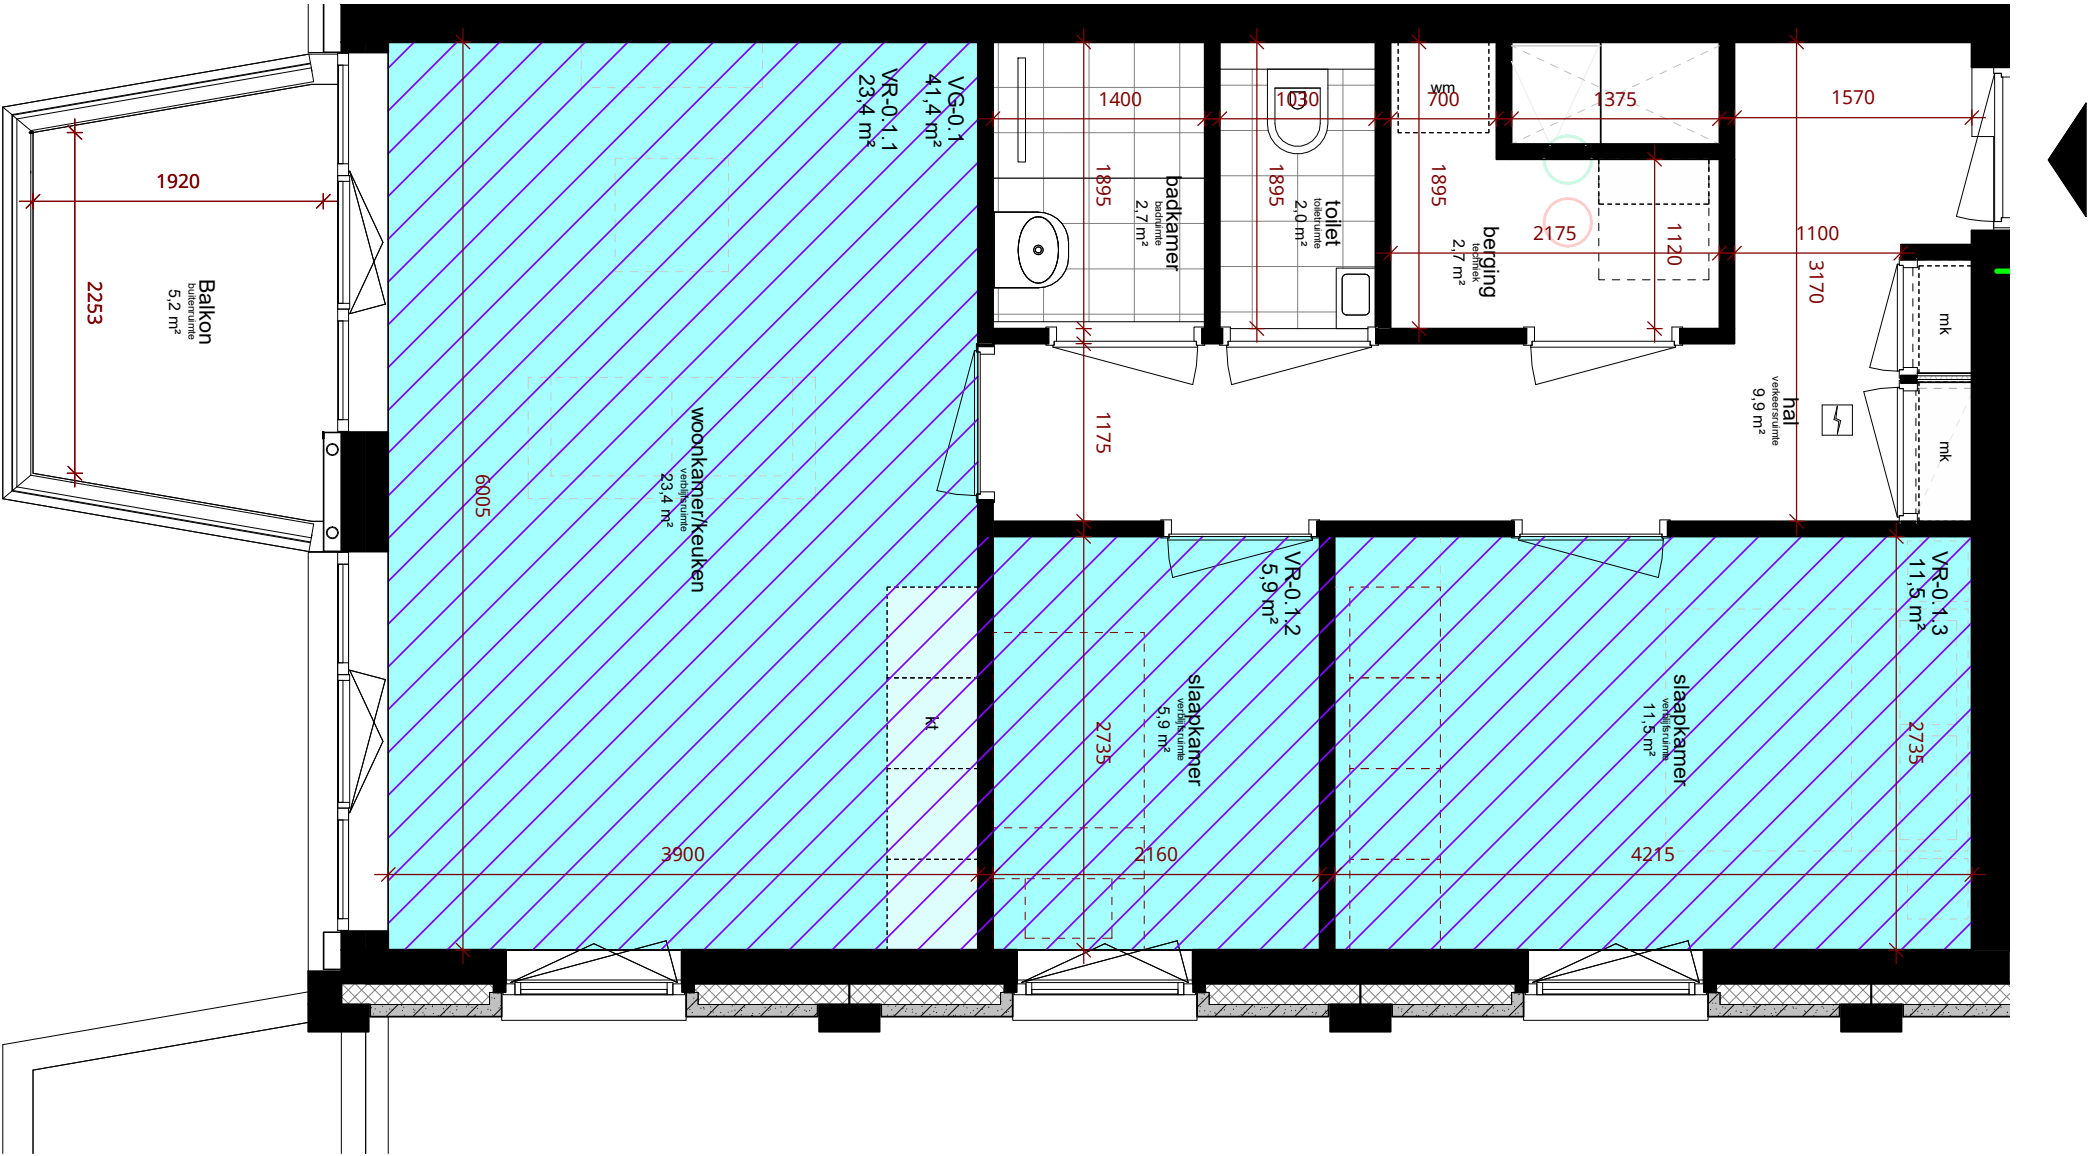 VG-0.1
41,4 m²
VR-0.1.1
23,4 m²
1400
1030
wm
700
1375
1570
1895
1895
1895
badkamer
badruimte
2,7 m²
toilet
toiletruimte
2,0 m²
berging
techniek
2,7 m²
2175
1120
1100
3170
1920
2253
Balkon
buitenruimte
5,2 m²
mk
mk
hal
verkeersruimte
9,9 m²
1175
6005
woonkamer/keuken
verblijfsruimte
23,4 m²
VR-0.1.2
5,9 m²
VR-0.1.3
11,5 m²
kt
slaapkamer
verblijfsruimte
5,9 m²
slaapkamer
verblijfsruimte
11,5 m²
2735
2735
3900
2160
4215